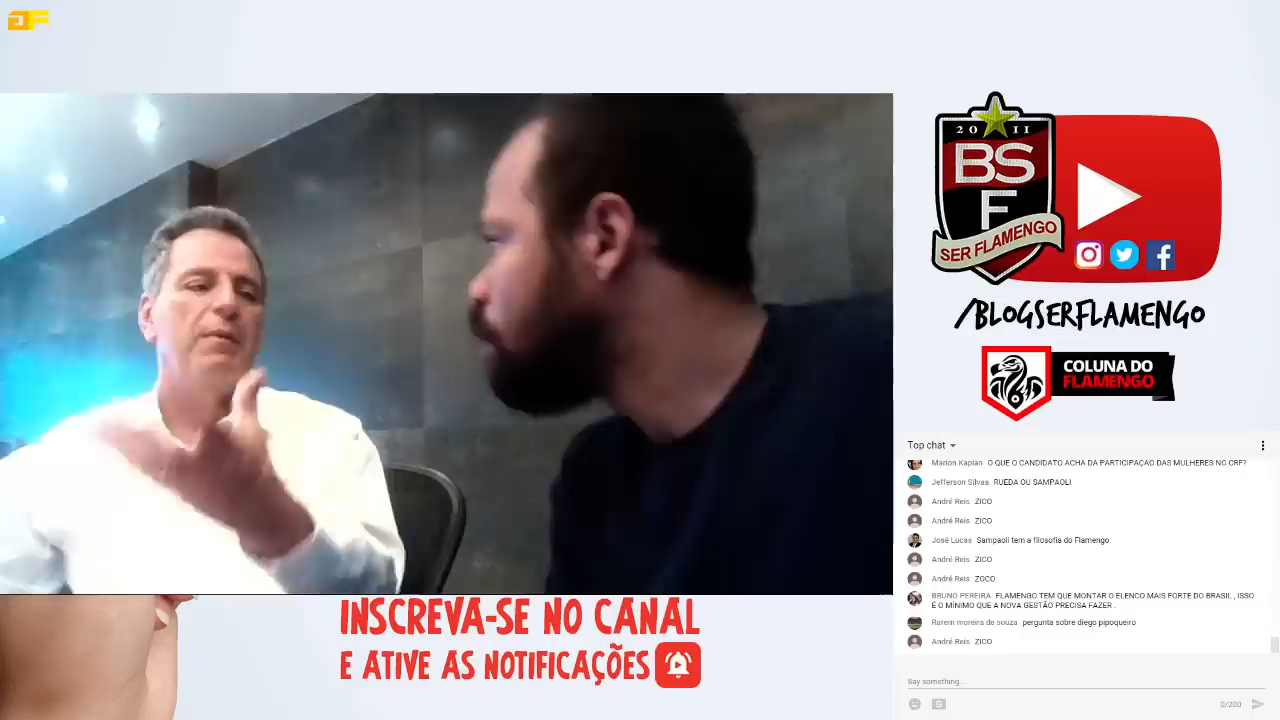 GF
20 11
BS
F
SER FLAMENGO
/BLOGSERFLAMENGO
COLUNA DO
FLAMENGO
Top chat
Marion Kaplan O QUE O CANDIDATO ACHA DA PARTICIPAÇAO DAS MULHERES NO CRF?
Jefferson Silvaa RUEDA OU SAMPAOLI
André Reis ZICO
André Reis ZICO
José Lucas Sampaoli tem a filosofia do Flamengo
André Reis ZICO
André Reis ZOCO
BRUNO PEREIRA FLAMENGO TEM QUE MONTAR O ELENCO MAIS FORTE DO BRASIL , ISSO
É O MÍNIMO QUE A NOVA GESTÃO PRECISA FAZER .
Rarem moreira de souza pergunta sobre diego pipoqueiro
André Reis ZICO
Say something...
0/200
INSCREVA-SE NO CANAL
E ATIVE AS NOTIFICAÇÕES